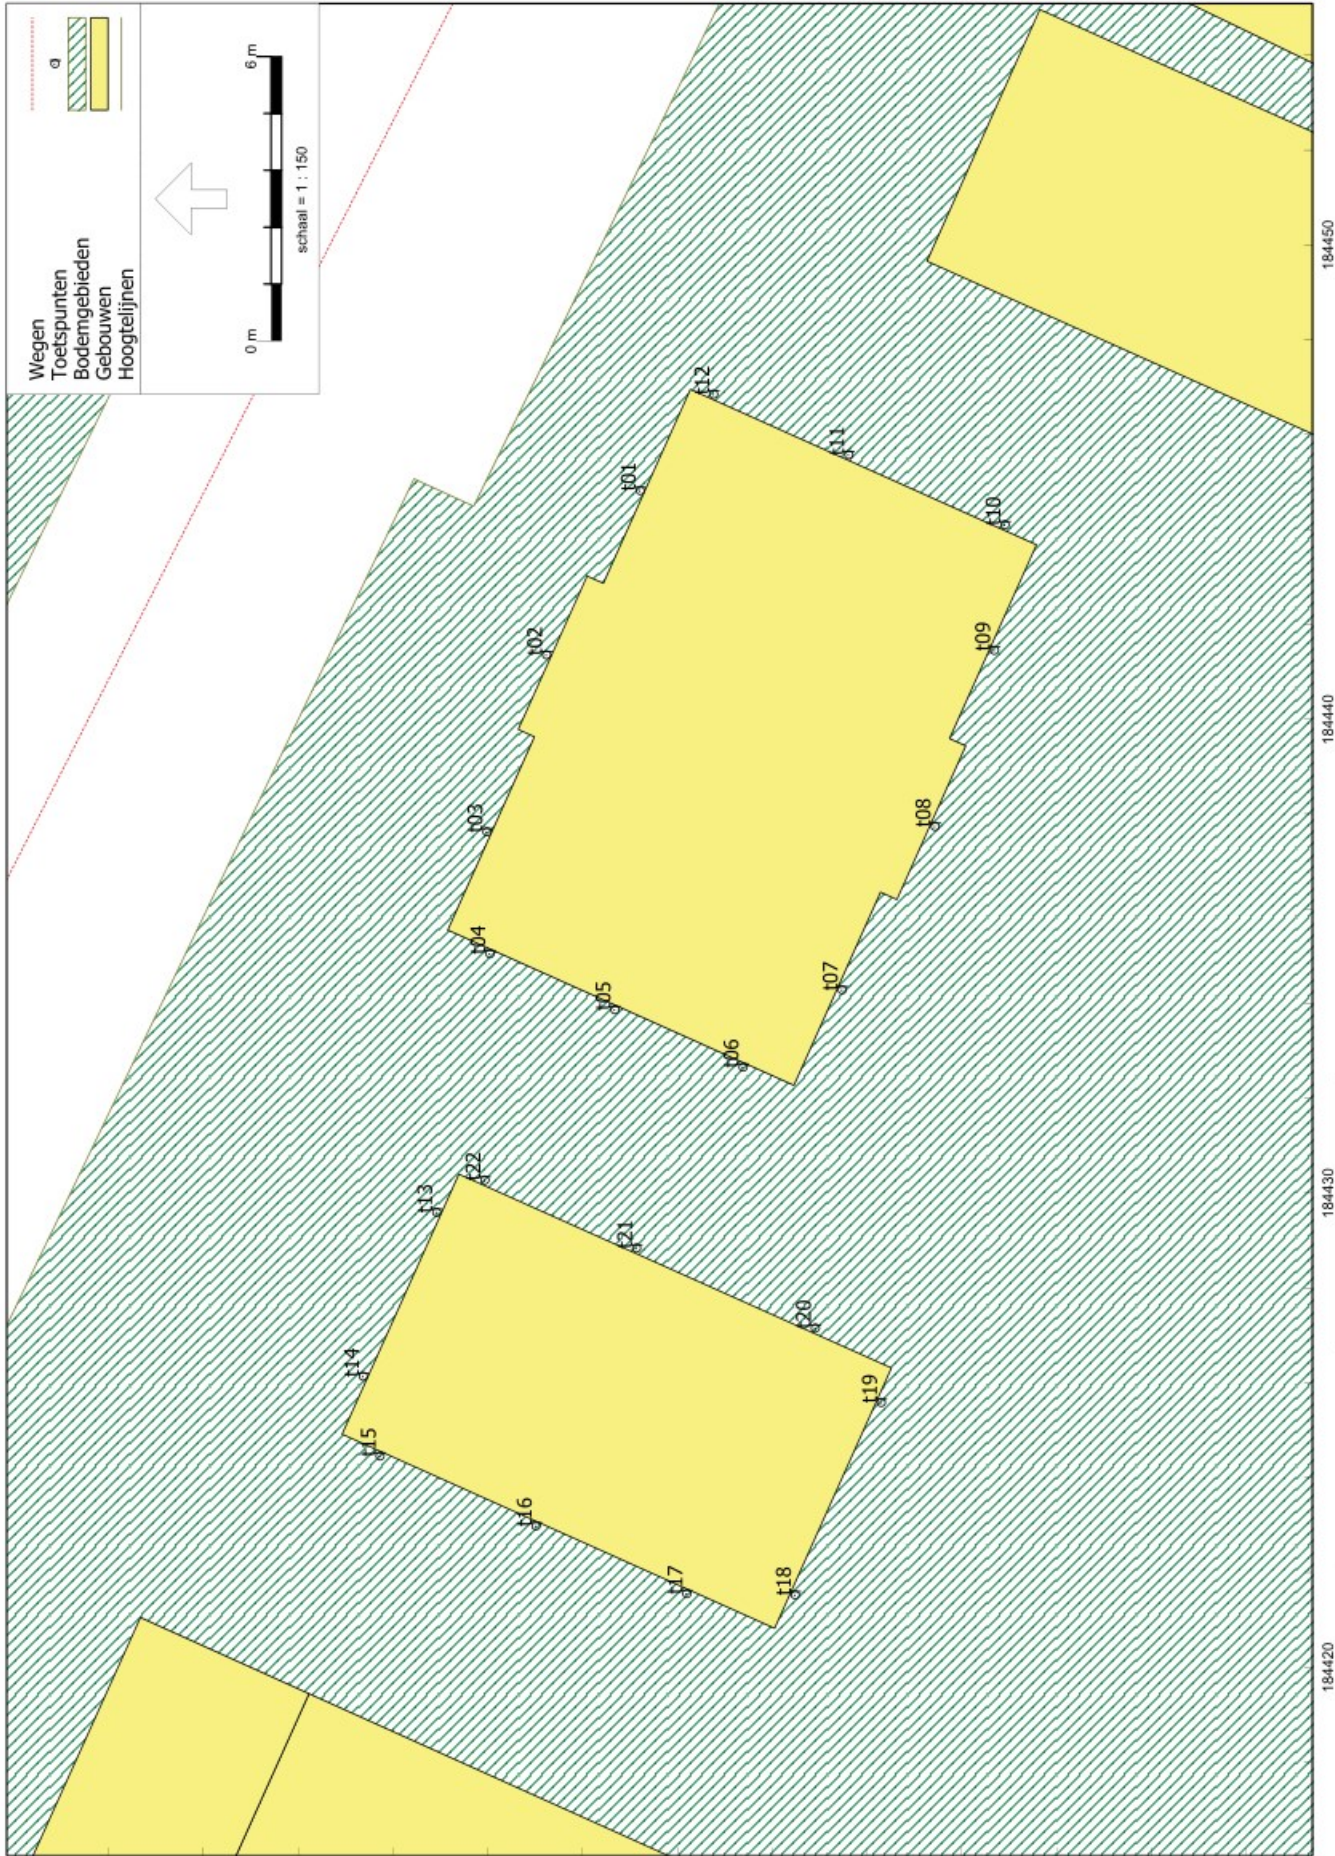 Wegen
Toetspunten
Bodemgebieden
Gebouwen
Hoogtelijnen
0 m
6 m
schaal = 1 : 150
t01
t02
t03
t04
t05
t06
t07
t08
t09
t10
t11
t12
t13
t14
t15
t16
t17
t18
t19
t20
t21
t22
184420
184430
184440
184450